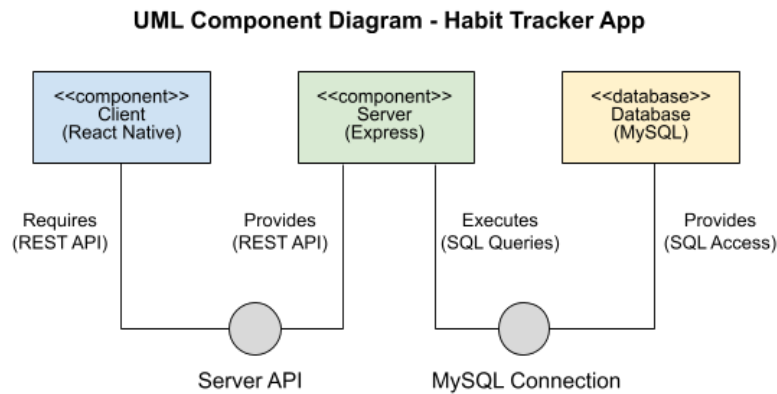 UML Component Diagram - Habit Tracker App
<<component>>
Client
(React Native)
<<component>>
Server
(Express)
<<database>>
Database
(MySQL)
Requires
(REST API)
Provides
(REST API)
Executes
(SQL Queries)
Provides
(SQL Access)
Server API
MySQL Connection